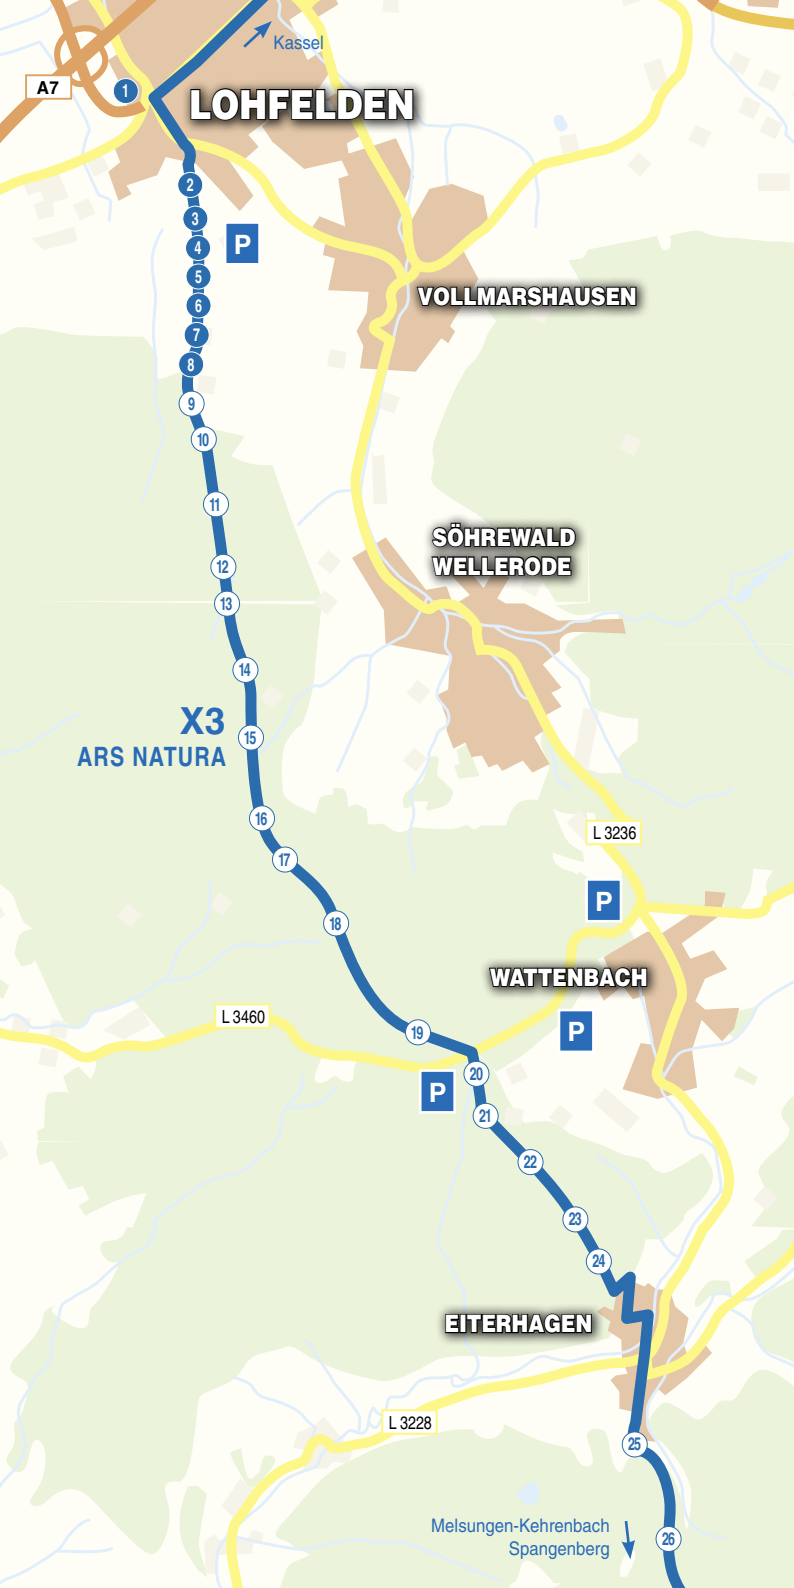 Kassel
A7
1
LOHFELDEN
2
3
4
P
5
6
VOLLMARSHAUSEN
7
8
9
10
11
SÖHREWALD
WELLERODE
12
13
14
X3
ARS NATURA
15
16
L 3236
17
P
18
WATTENBACH
L 3460
19
P
20
P
21
22
23
24
EITERHAGEN
L 3228
25
Melsungen-Kehrenbach
Spangenberg
26